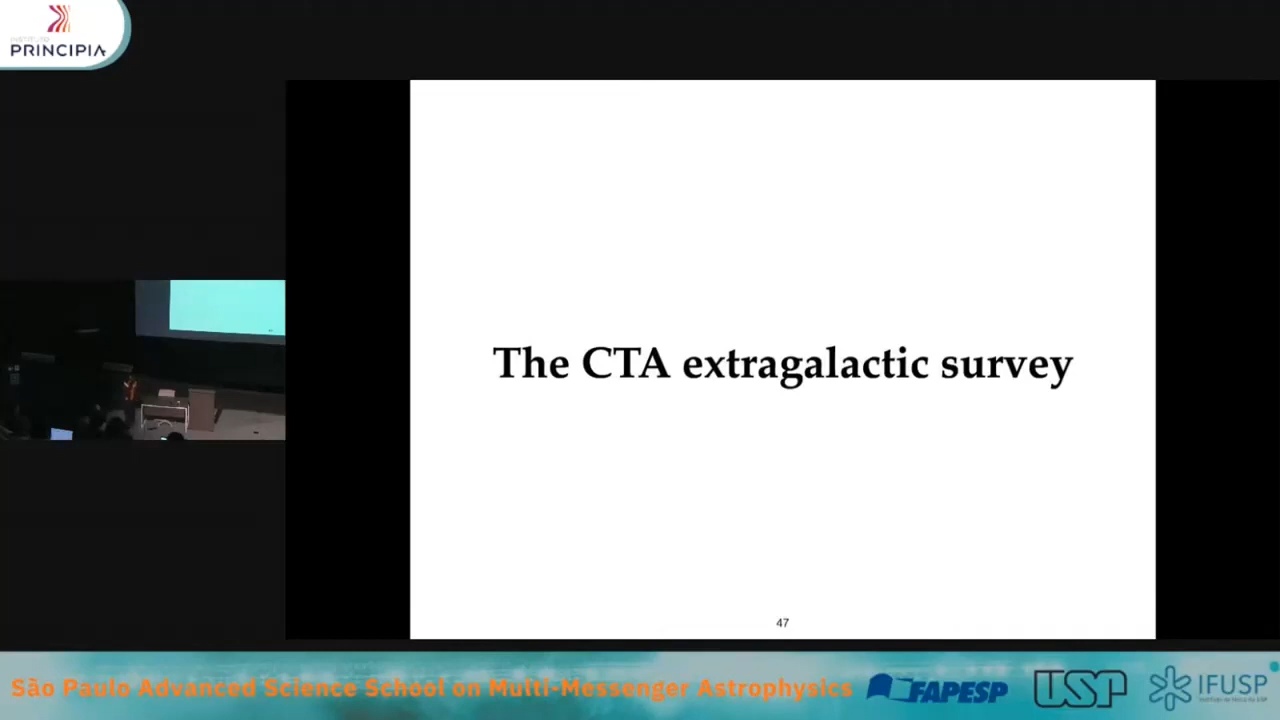 PRINCIPIA
The CTA extragalactic survey
47
São Paulo Advanced Science School on Multi-Messenger Astrophysics
FAPESP
USP
IFUSP